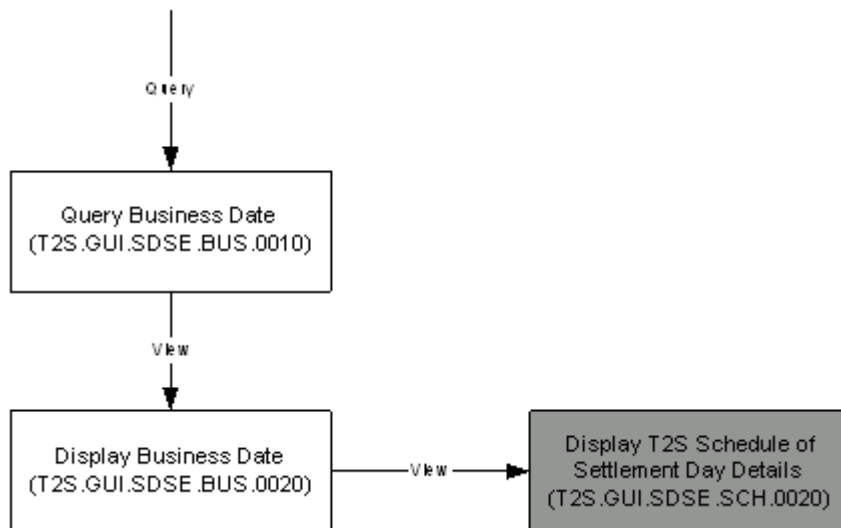 Query
Query Business Date
(T2S.GUI.SDSE.BUS.0010)
View
Display Business Date
(T2S.GUI.SDSE.BUS.0020)
View
Display T2S Schedule of
Settlement Day Details
(T2S.GUI.SDSE.SCH.0020)